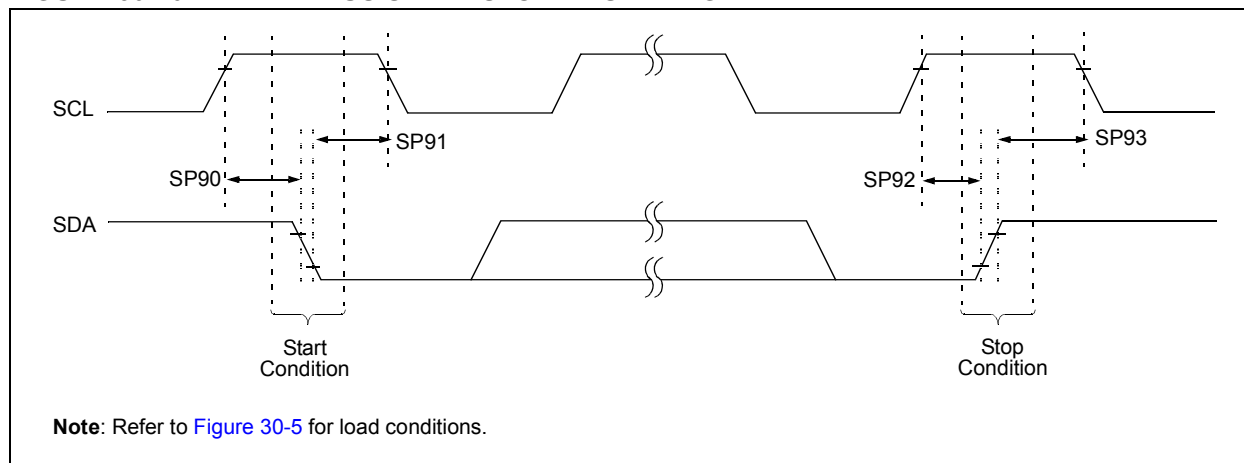 SCL
SP91
SP93
SP90
SP92
SDA
Start
Condition
Stop
Condition
Note: Refer to Figure 30-5 for load conditions.